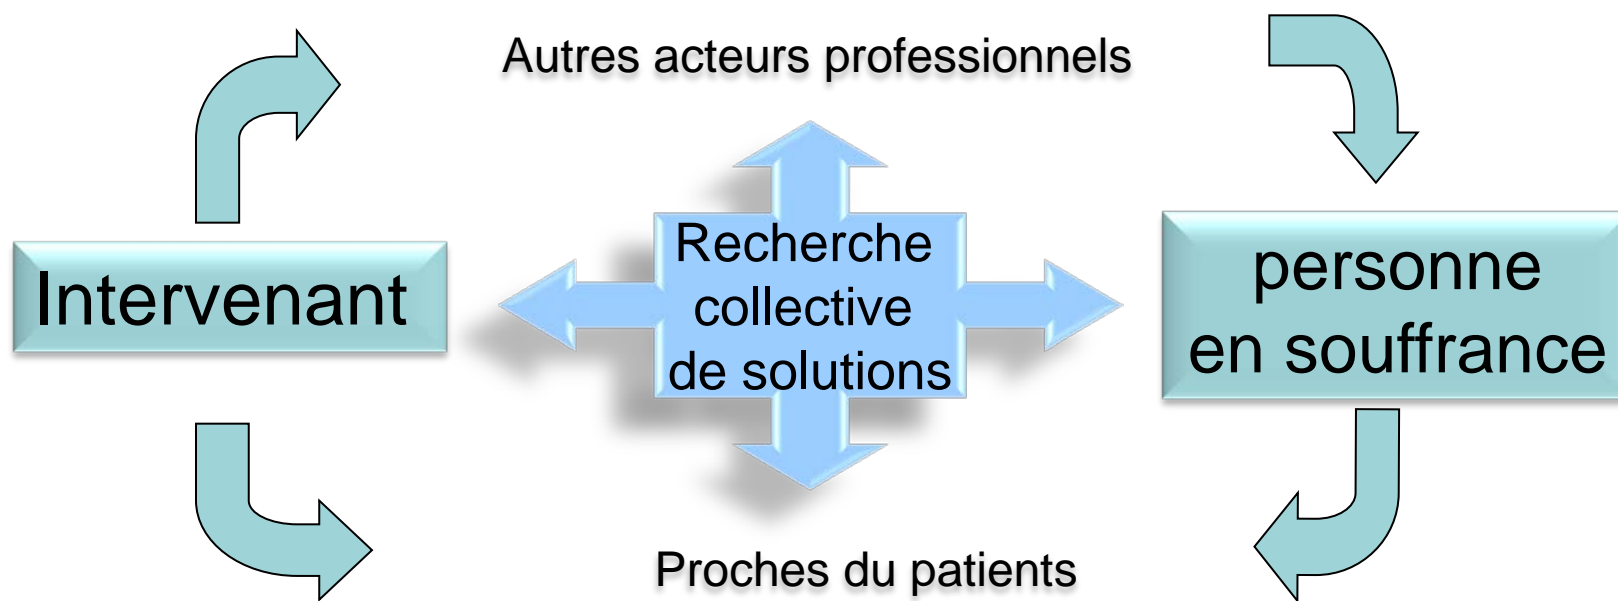 Autres acteurs professionnels
Intervenant
Recherche
collective
de solutions
personne
en souffrance
Proches du patients